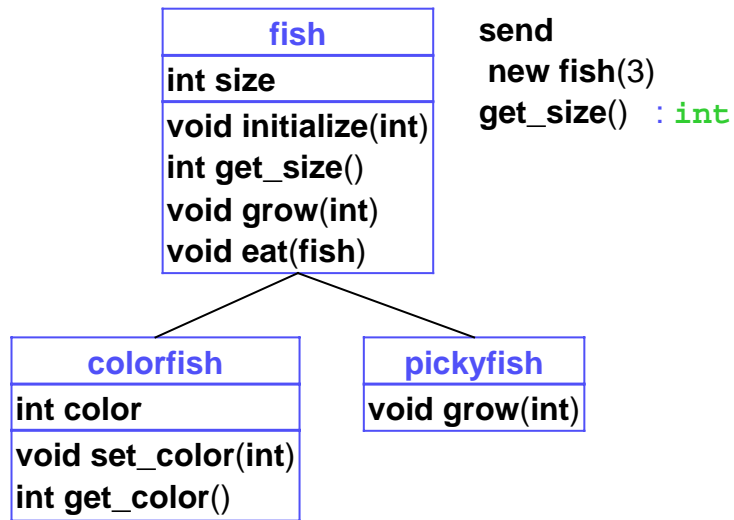 fish
int size
void initialize(int)
int get_size()
void grow(int)
void eat(fish)
send
new fish(3)
get_size() : int
colorfish
int color
void set_color(int)
int get_color()
pickyfish
void grow(int)